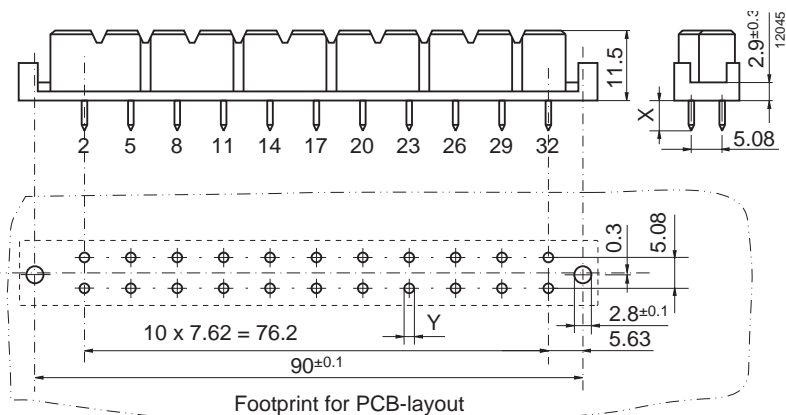 11.5
2.9±0.3
12045
X
5.08
2 5 8 11 14 17 20 23 26 29 32
0.3
5.08
Y
2.8±0.1
10 x 7.62 = 76.2
5.63
90±0.1
Footprint for PCB-layout